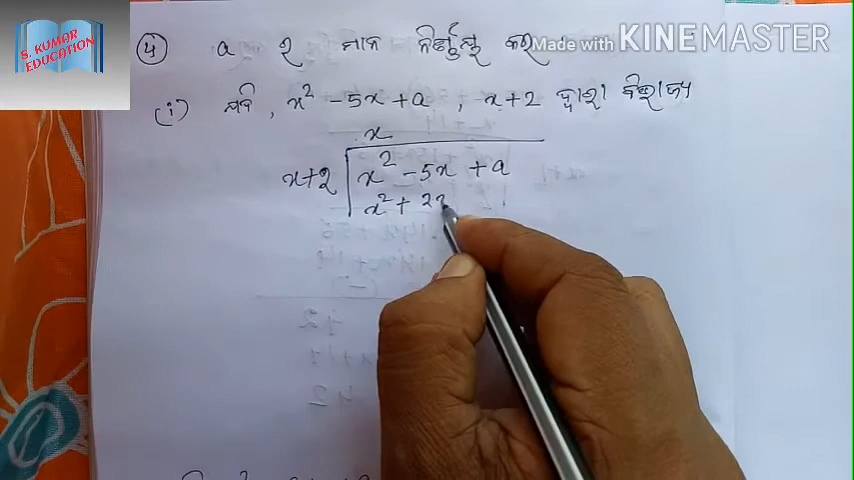 S. KUMAR
EDUCATION
Made with KINEMASTER
(4) a ର ମାନ ନିର୍ଣ୍ଣୟ କର
(i) ଯଦି, x² - 5x + a, x+2 ଦ୍ୱାରା ବିଭାଜ୍ୟ
x
x+2 x² - 5x + a
x² + 2x